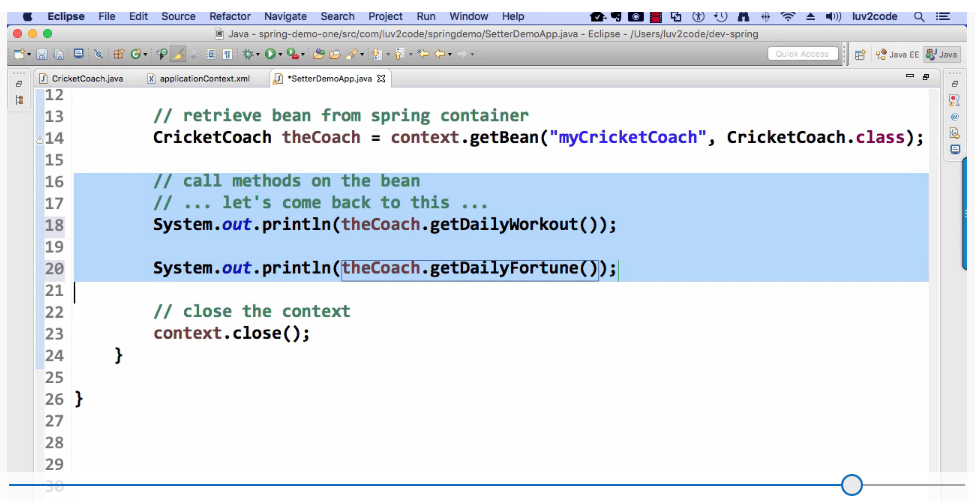 Eclipse File Edit Source Refactor Navigate Search Project Run Window Help luv2code
Java - spring-demo-one/src/com/luv2code/springdemo/SetterDemoApp.java - Eclipse - /Users/luv2code/dev-spring
Quick Access Java EE Java
CricketCoach.java applicationContext.xml *SetterDemoApp.java
12
13 // retrieve bean from spring container
14 CricketCoach theCoach = context.getBean("myCricketCoach", CricketCoach.class);
15
16 // call methods on the bean
17 // ... let's come back to this ...
18 System.out.println(theCoach.getDailyWorkout());
19
20 System.out.println(theCoach.getDailyFortune());
21
22 // close the context
23 context.close();
24 }
25
26 }
27
28
29
30